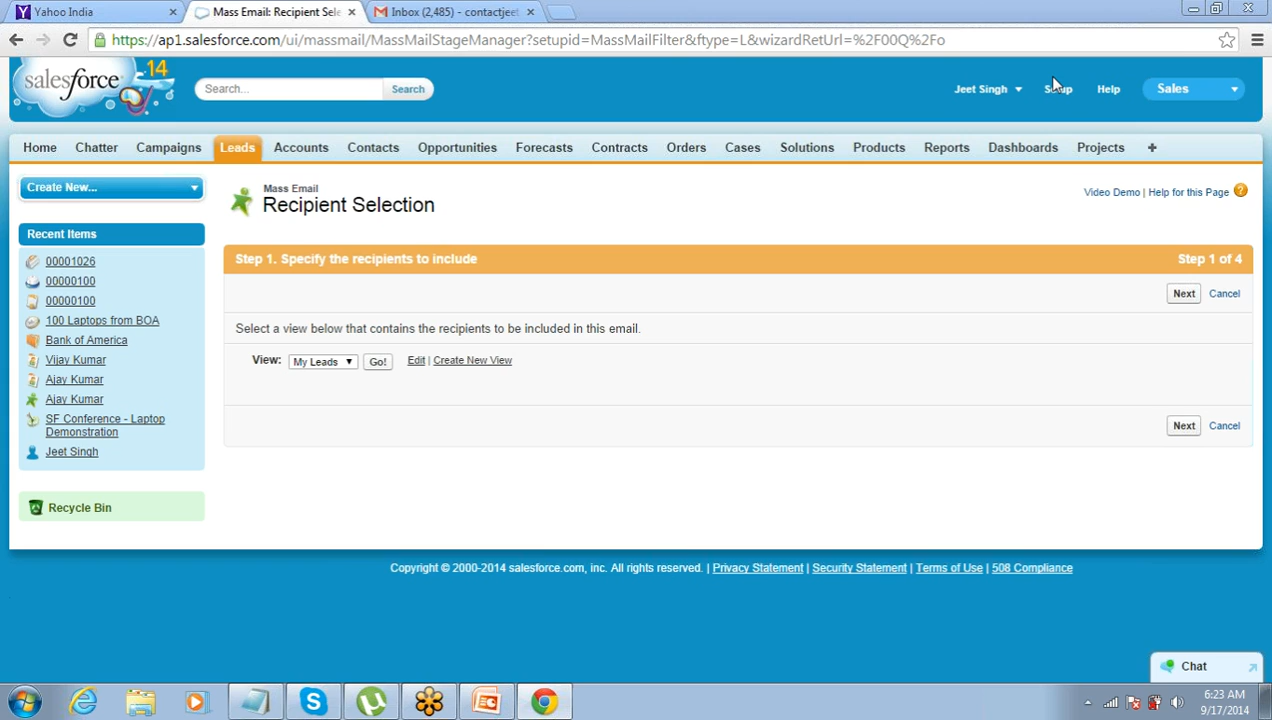 Yahoo India
Mass Email: Recipient Sele
Inbox (2,485) - contactjeet
https://ap1.salesforce.com/ui/massmail/MassMailStageManager?setupid=MassMailFilter&ftype=L&wizardRetUrl=%2F00Q%2Fo
salesforce
14
Search...
Search
Jeet Singh
Setup
Help
Sales
Home
Chatter
Campaigns
Leads
Accounts
Contacts
Opportunities
Forecasts
Contracts
Orders
Cases
Solutions
Products
Reports
Dashboards
Projects
+
Create New...
Recent Items
00001026
00000100
00000100
100 Laptops from BOA
Bank of America
Vijay Kumar
Ajay Kumar
Ajay Kumar
SF Conference - Laptop
Demonstration
Jeet Singh
Recycle Bin
Mass Email
Recipient Selection
Video Demo | Help for this Page
Step 1. Specify the recipients to include
Step 1 of 4
Next
Cancel
Select a view below that contains the recipients to be included in this email.
View: My Leads Go! Edit | Create New View
Next
Cancel
Copyright © 2000-2014 salesforce.com, inc. All rights reserved. | Privacy Statement | Security Statement | Terms of Use | 508 Compliance
Chat
6:23 AM
9/17/2014